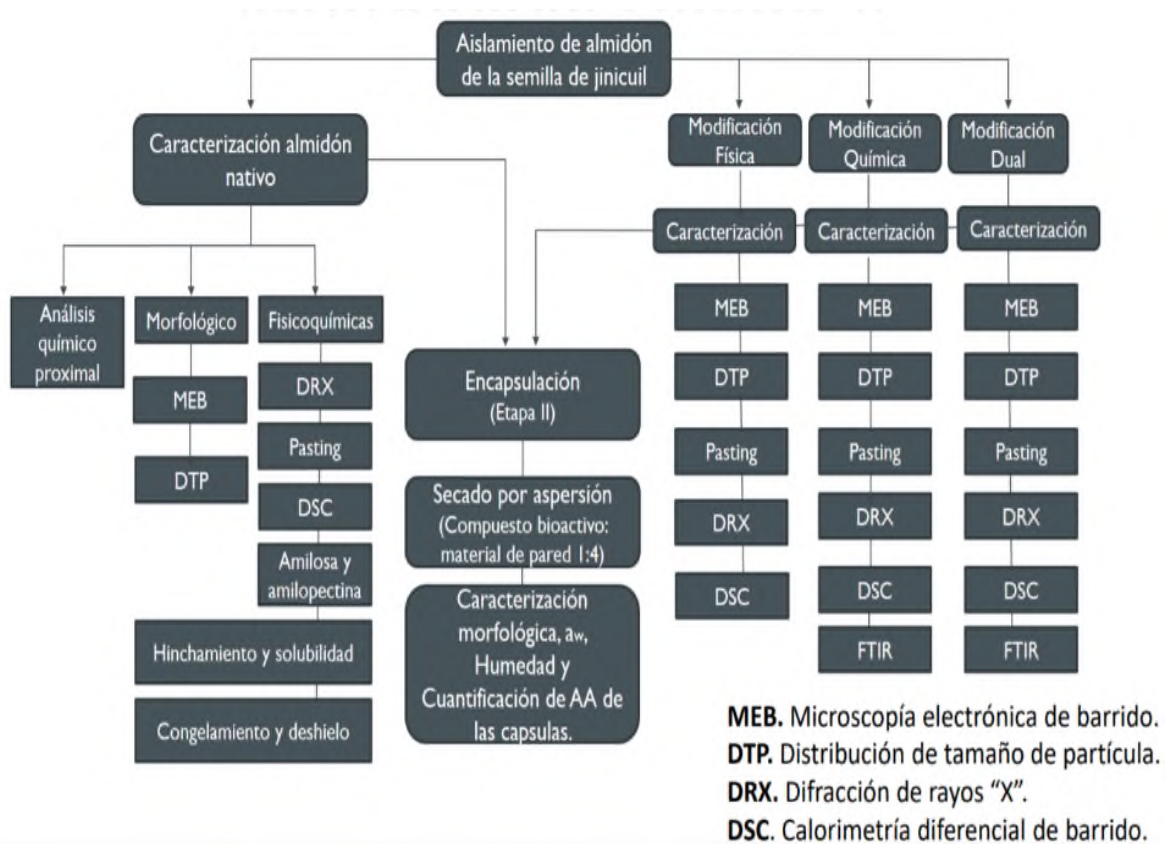 Aislamiento de almidón
de la semilla de jinicuil
Caracterización almidón
nativo
Modificación
Física
Modificación
Química
Modificación
Dual
Caracterización
Caracterización
Caracterización
Análisis
químico
proximal
Morfológico
MEB
DTP
Fisicoquímicas
DRX
Pasting
DSC
Amilosa y
amilopectina
Hinchamiento y solubilidad
Congelamiento y deshielo
Encapsulación
(Etapa II)
Secado por aspersión
(Compuesto bioactivo:
material de pared 1:4)
Caracterización
morfológica, aw,
Humedad y
Cuantificación de AA de
las capsulas.
MEB
DTP
Pasting
DRX
DSC
MEB
DTP
Pasting
DRX
DSC
FTIR
MEB
DTP
Pasting
DRX
DSC
FTIR
MEB. Microscopía electrónica de barrido.
DTP. Distribución de tamaño de partícula.
DRX. Difracción de rayos “X”.
DSC. Calorimetría diferencial de barrido.